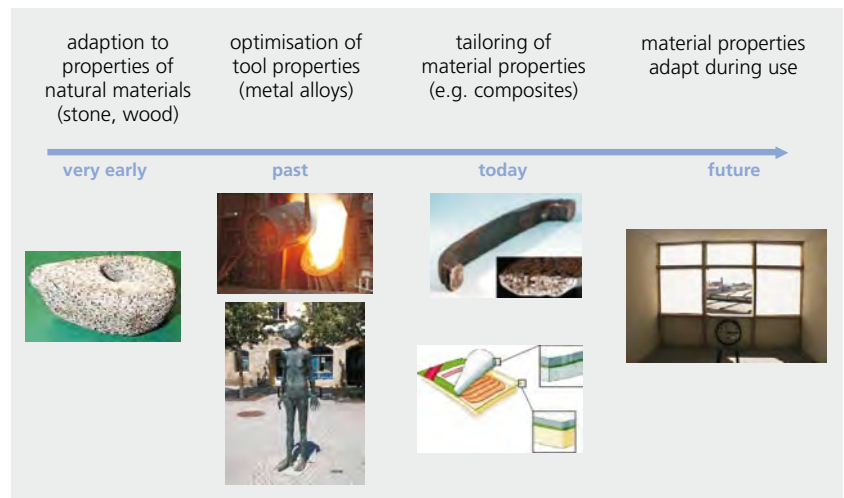 adaption to
properties of
natural materials
(stone, wood)
optimisation of
tool properties
(metal alloys)
tailoring of
material properties
(e.g. composites)
material properties
adapt during use
very early
past
today
future